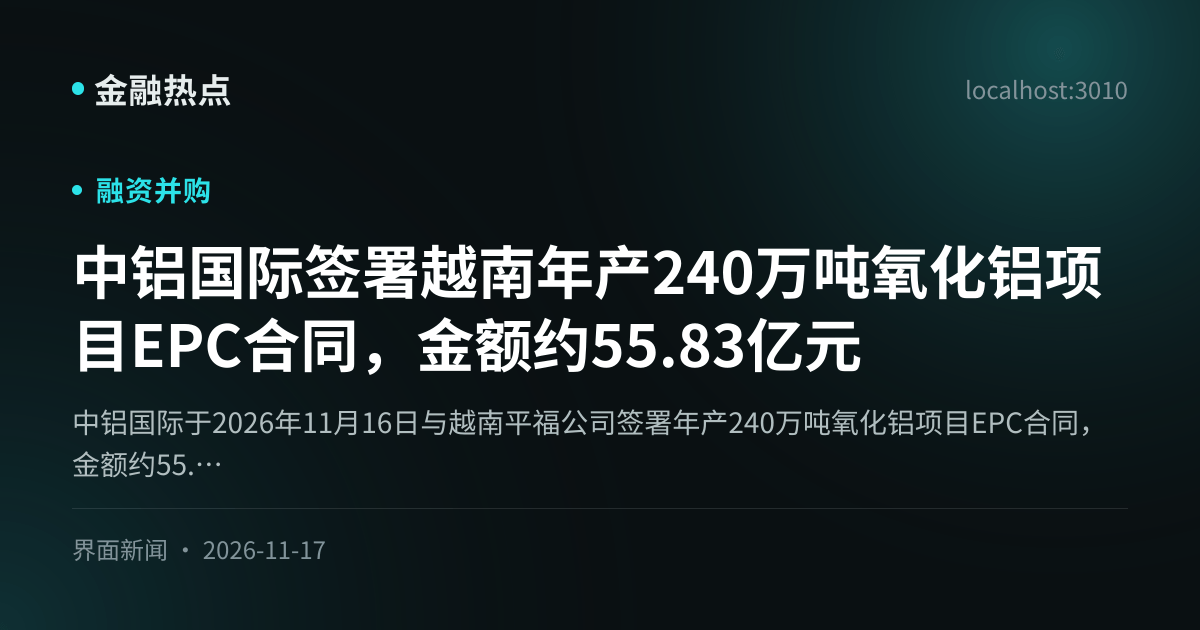 金融热点
localhost:3010
融资并购
中铝国际签署越南年产240万吨氧化铝项
目EPC合同，金额约55.83亿元
中铝国际于2026年11月16日与越南平福公司签署年产240万吨氧化铝项目EPC合同，
金额约55.…
界面新闻 · 2026-11-17